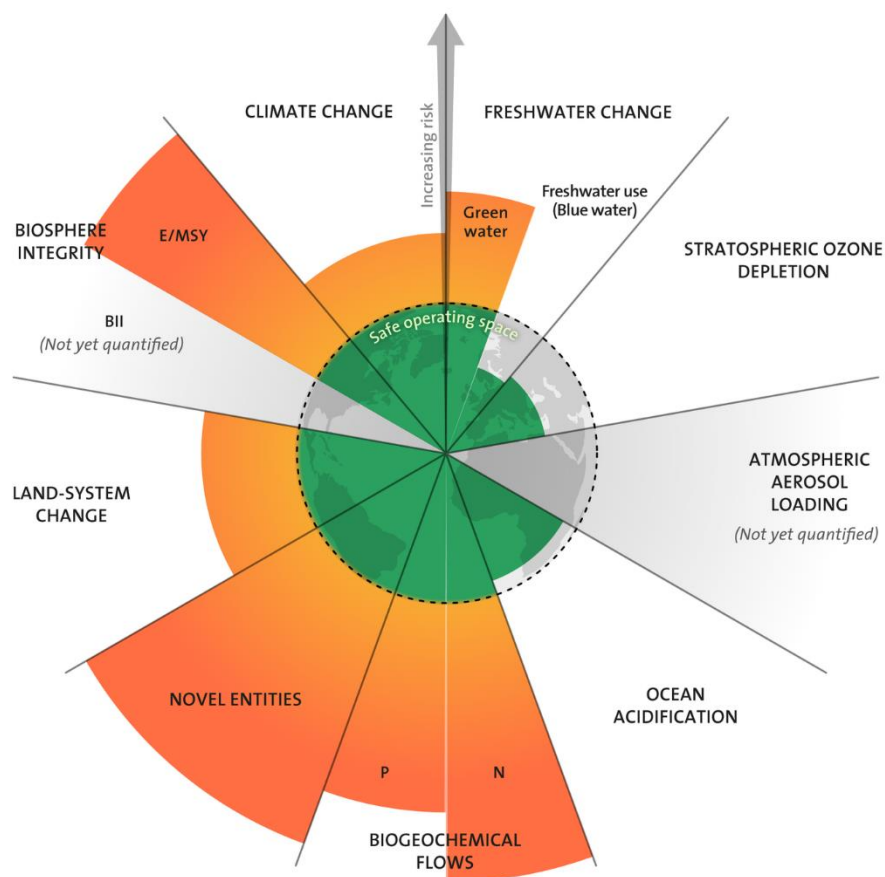 CLIMATE CHANGE
FRESHWATER CHANGE
Increasing risk
Green
water
Freshwater use
(Blue water)
STRATOSPHERIC OZONE
DEPLETION
BIOSPHERE
INTEGRITY
E/MSY
BII
(Not yet quantified)
Safe operating space
LAND-SYSTEM
CHANGE
ATMOSPHERIC
AEROSOL
LOADING
(Not yet quantified)
NOVEL ENTITIES
OCEAN
ACIDIFICATION
P
N
BIOGEOCHEMICAL
FLOWS